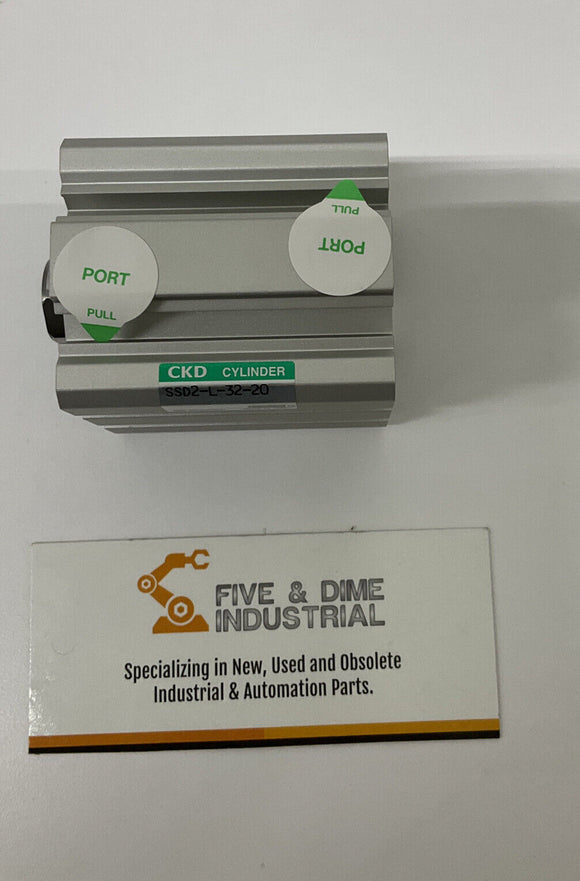 PULL
PORT
PORT
PULL
CKD CYLINDER
SSD2-L-32-20
FIVE & DIME
INDUSTRIAL
Specializing in New, Used and Obsolete
Industrial & Automation Parts.